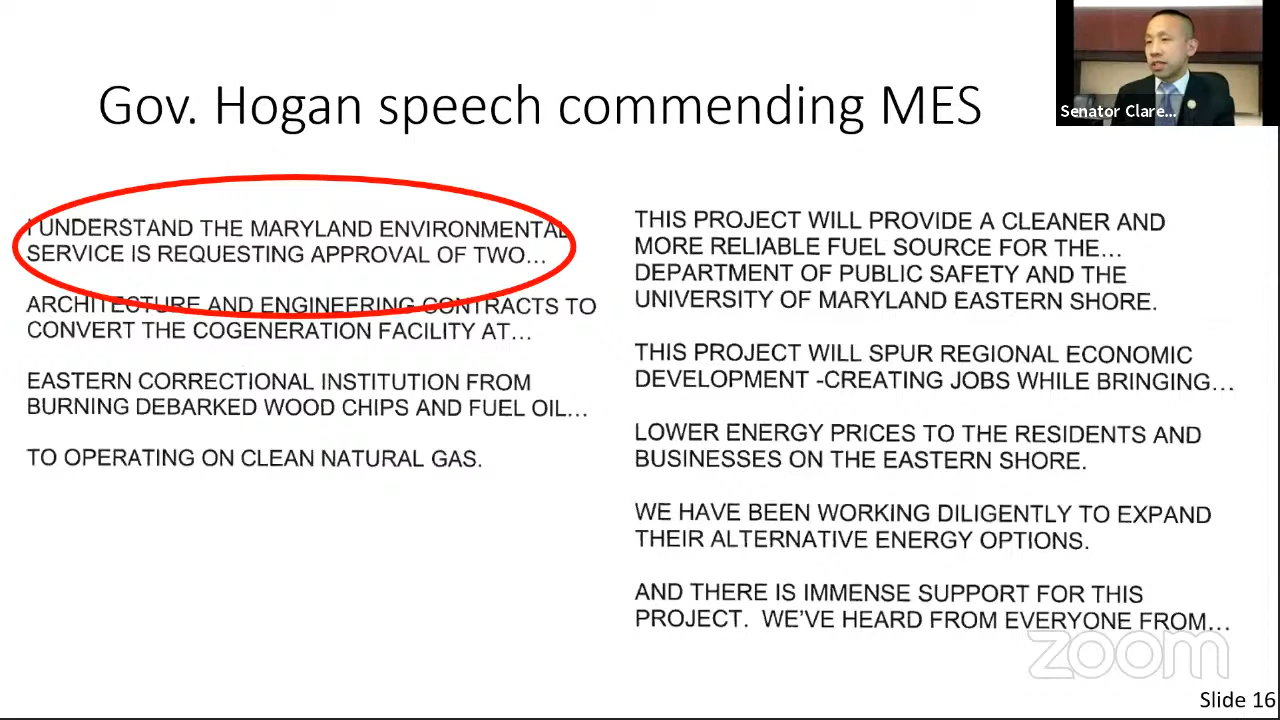 Gov. Hogan speech commending MES
Senator Clare...
I UNDERSTAND THE MARYLAND ENVIRONMENTAL
SERVICE IS REQUESTING APPROVAL OF TWO...
ARCHITECTURE AND ENGINEERING CONTRACTS TO
CONVERT THE COGENERATION FACILITY AT...
EASTERN CORRECTIONAL INSTITUTION FROM
BURNING DEBARKED WOOD CHIPS AND FUEL OIL...
TO OPERATING ON CLEAN NATURAL GAS.
THIS PROJECT WILL PROVIDE A CLEANER AND
MORE RELIABLE FUEL SOURCE FOR THE...
DEPARTMENT OF PUBLIC SAFETY AND THE
UNIVERSITY OF MARYLAND EASTERN SHORE.
THIS PROJECT WILL SPUR REGIONAL ECONOMIC
DEVELOPMENT -CREATING JOBS WHILE BRINGING...
LOWER ENERGY PRICES TO THE RESIDENTS AND
BUSINESSES ON THE EASTERN SHORE.
WE HAVE BEEN WORKING DILIGENTLY TO EXPAND
THEIR ALTERNATIVE ENERGY OPTIONS.
AND THERE IS IMMENSE SUPPORT FOR THIS
PROJECT.  WE'VE HEARD FROM EVERYONE FROM...
zoom
Slide 16